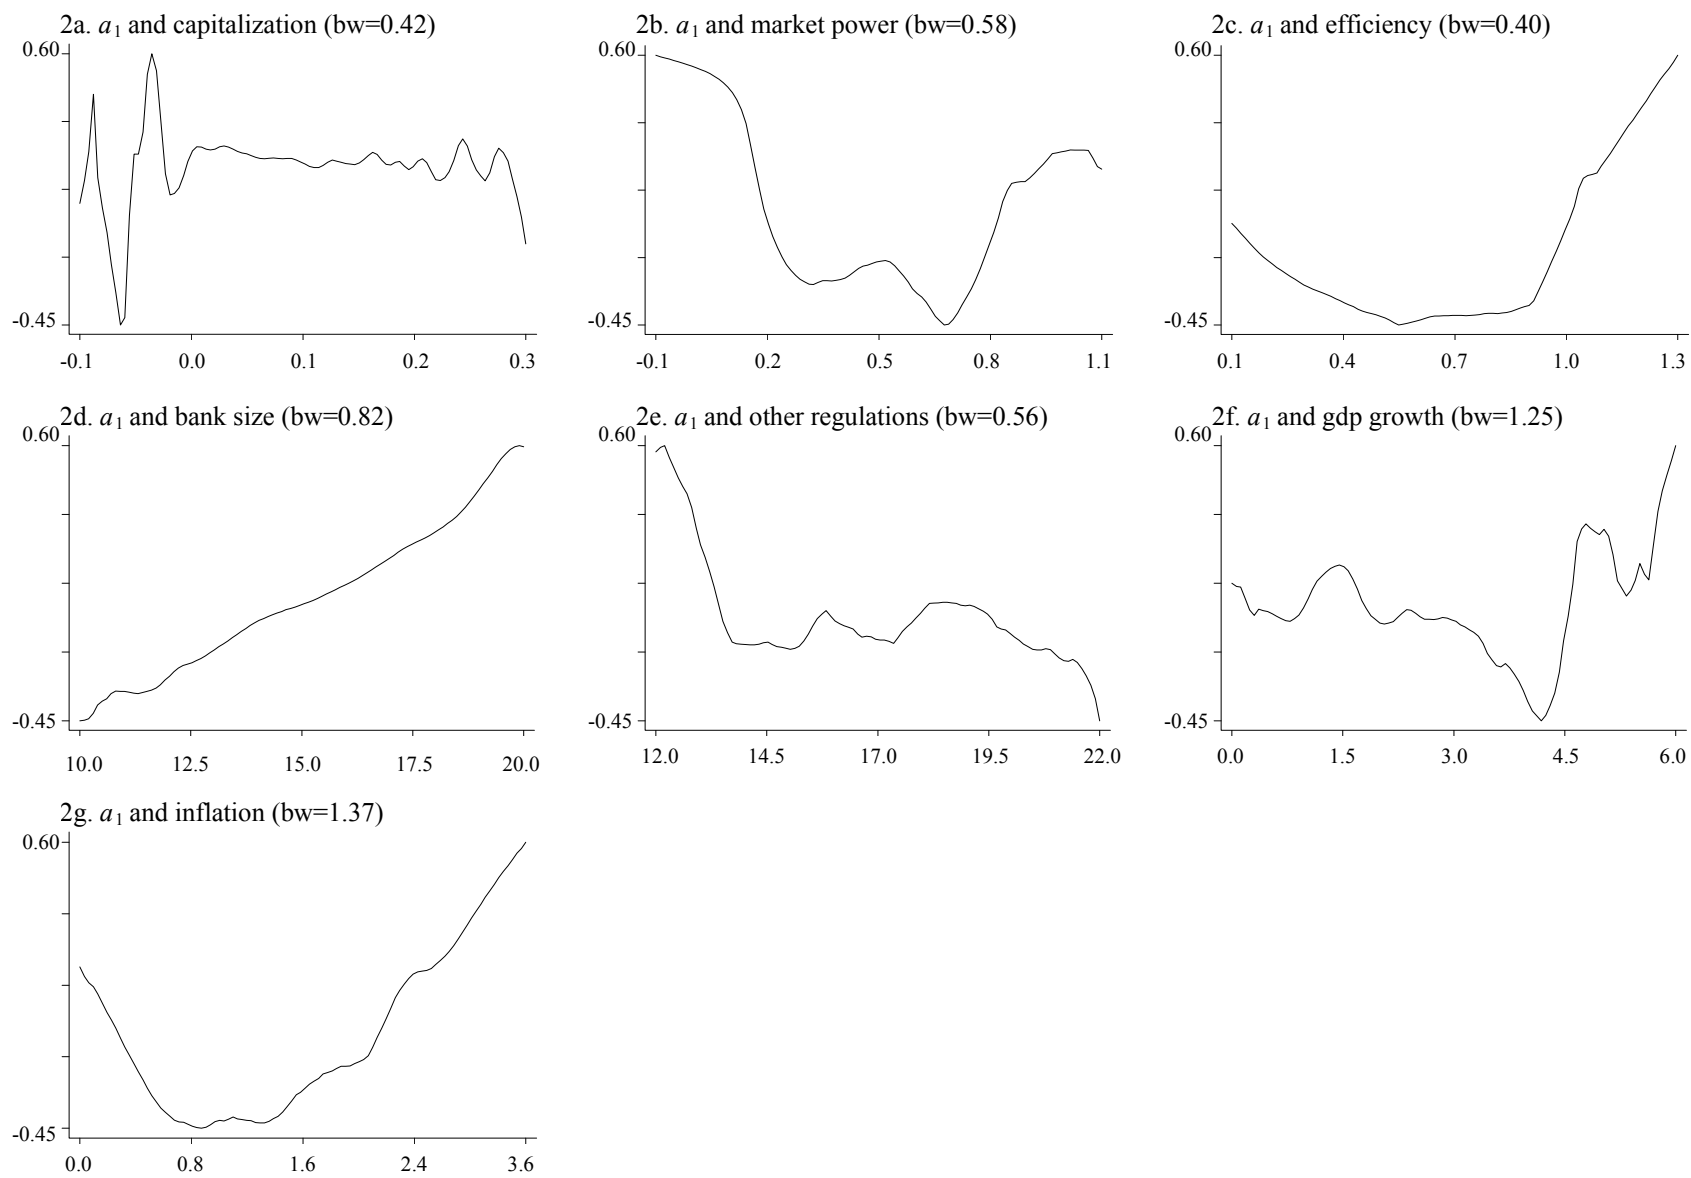 2a. a1 and capitalization (bw=0.42)
0.60
-0.45
-0.1 0.0 0.1 0.2 0.3
2b. a1 and market power (bw=0.58)
0.60
-0.45
-0.1 0.2 0.5 0.8 1.1
2c. a1 and efficiency (bw=0.40)
0.60
-0.45
0.1 0.4 0.7 1.0 1.3
2d. a1 and bank size (bw=0.82)
0.60
-0.45
10.0 12.5 15.0 17.5 20.0
2e. a1 and other regulations (bw=0.56)
0.60
-0.45
12.0 14.5 17.0 19.5 22.0
2f. a1 and gdp growth (bw=1.25)
0.60
-0.45
0.0 1.5 3.0 4.5 6.0
2g. a1 and inflation (bw=1.37)
0.60
-0.45
0.0 0.8 1.6 2.4 3.6